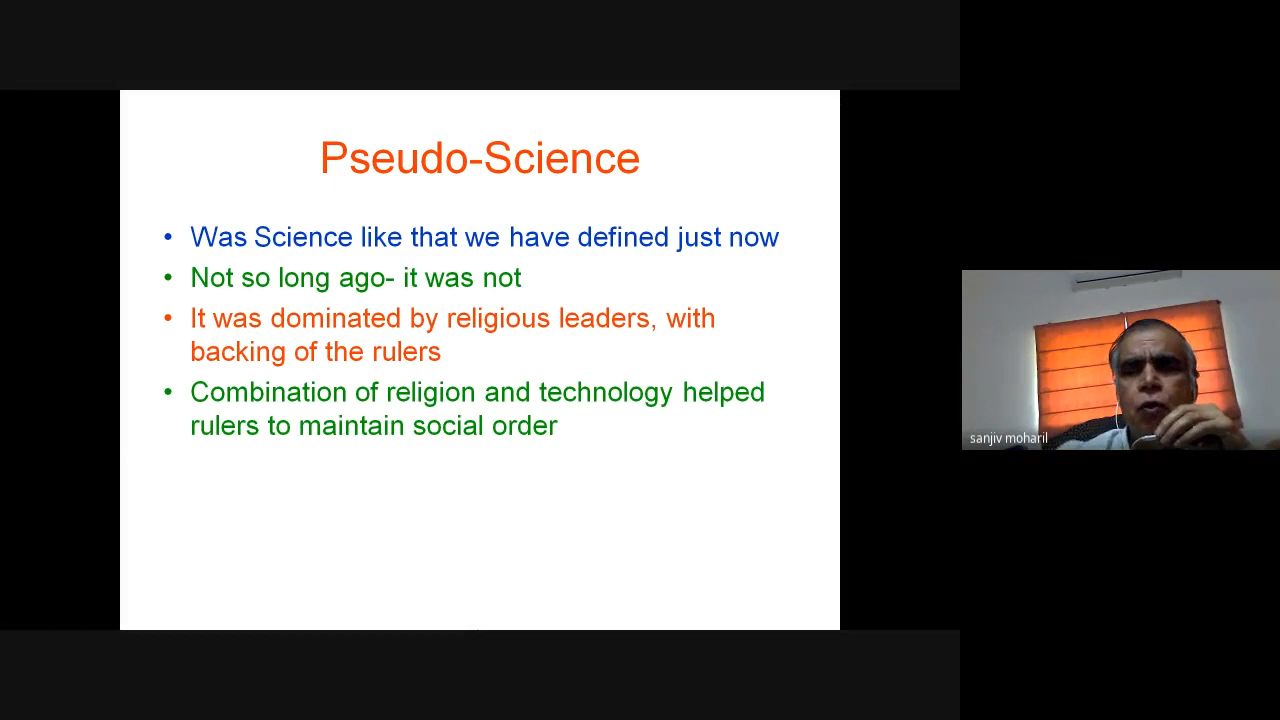 Pseudo-Science
• Was Science like that we have defined just now
• Not so long ago- it was not
• It was dominated by religious leaders, with
backing of the rulers
• Combination of religion and technology helped
rulers to maintain social order
sanjiv moharil